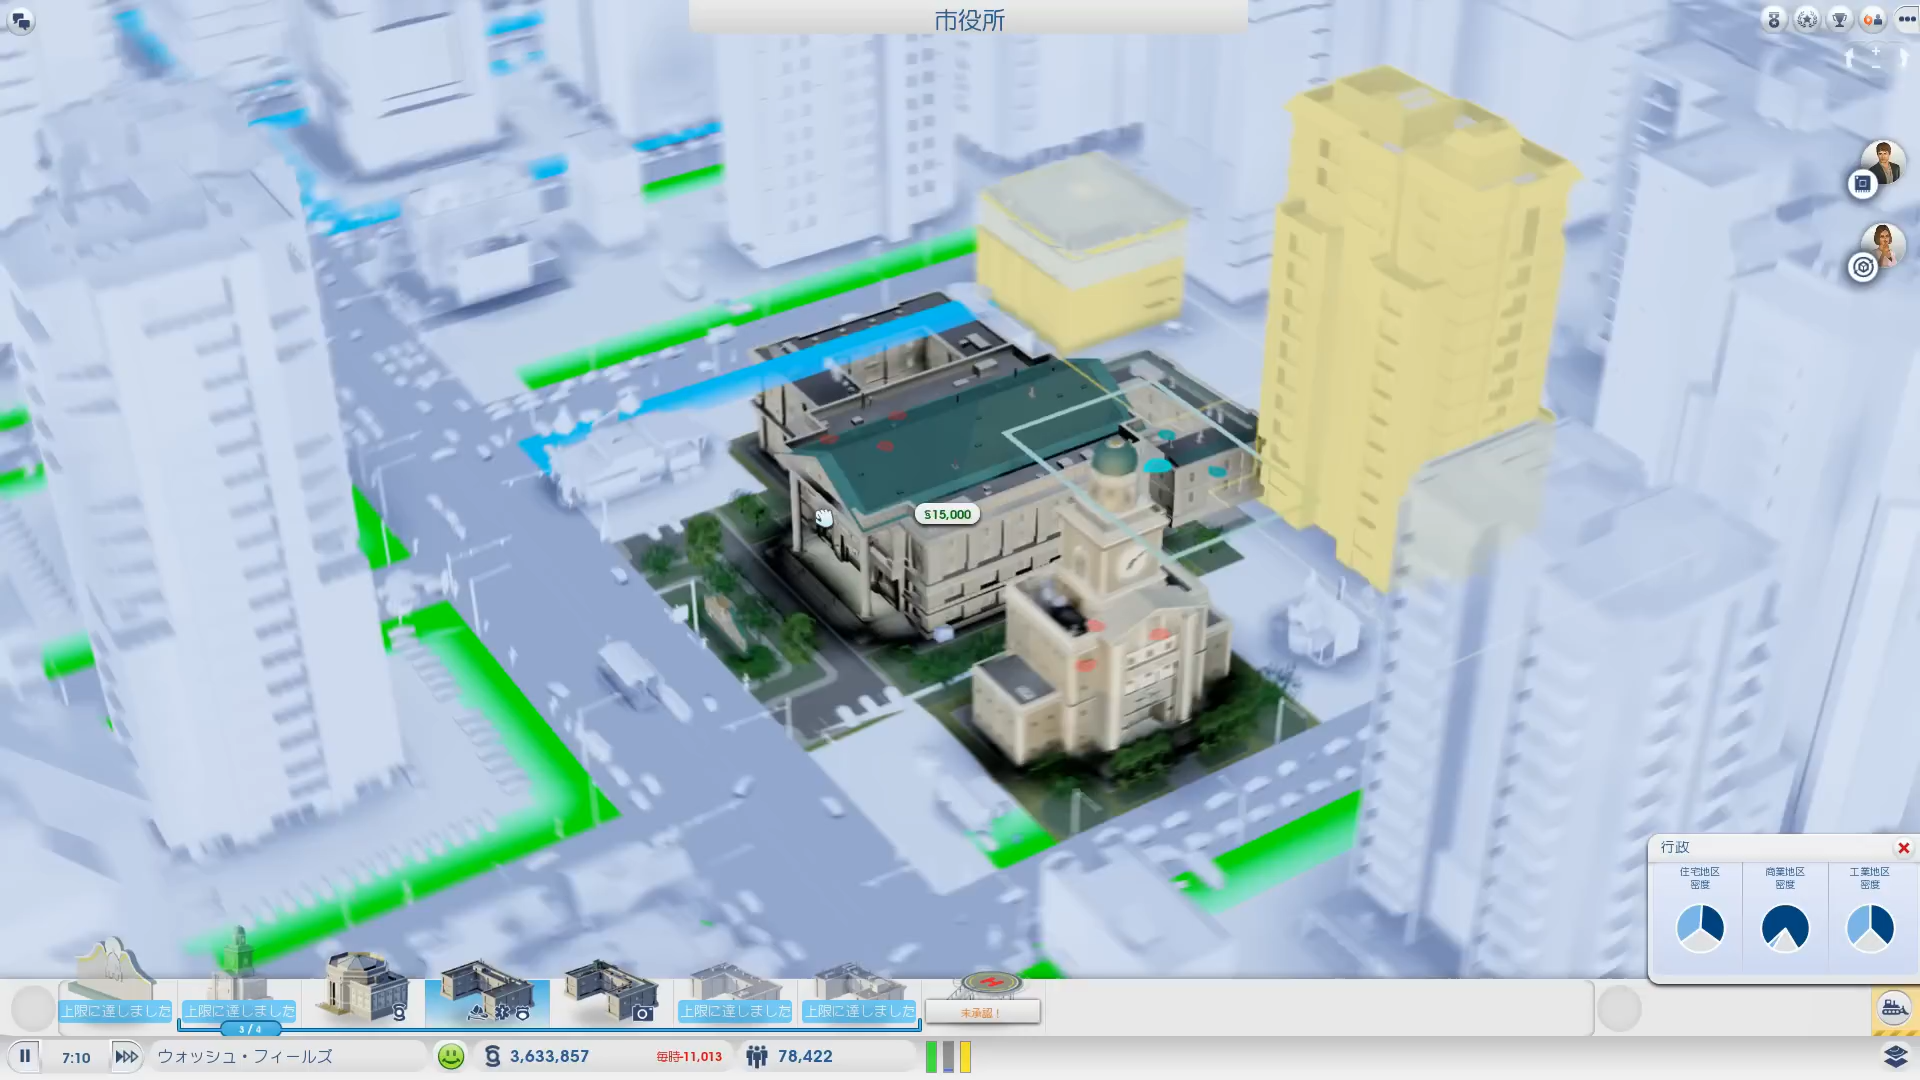 市役所
§15,000
行政
住宅地区
密度
商業地区
密度
工業地区
密度
上限に達しました
上限に達しました
上限に達しました
上限に達しました
未承認！
3 / 4
7:10
ウォッシュ・フィールズ
3,633,857
毎時-11,013
78,422